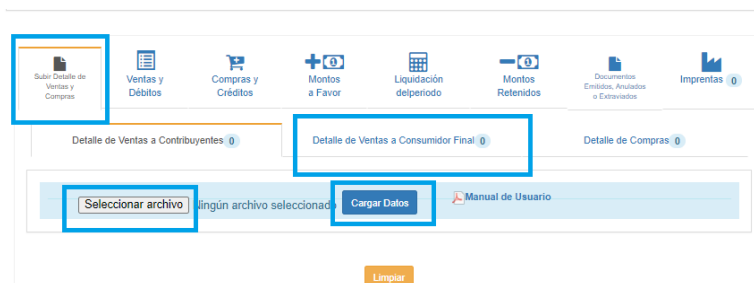 Subir Detalle de
Ventas y
Compras
Ventas y
Débitos
Compras y
Créditos
Montos
a Favor
Liquidación
delperiodo
Montos
Retenidos
Documentos
Emitidos, Anulados
o Extraviados
Imprentas 0
Detalle de Ventas a Contribuyentes 0
Detalle de Ventas a Consumidor Final 0
Detalle de Compras 0
Seleccionar archivo Ningún archivo seleccionado Cargar Datos Manual de Usuario
Limpiar